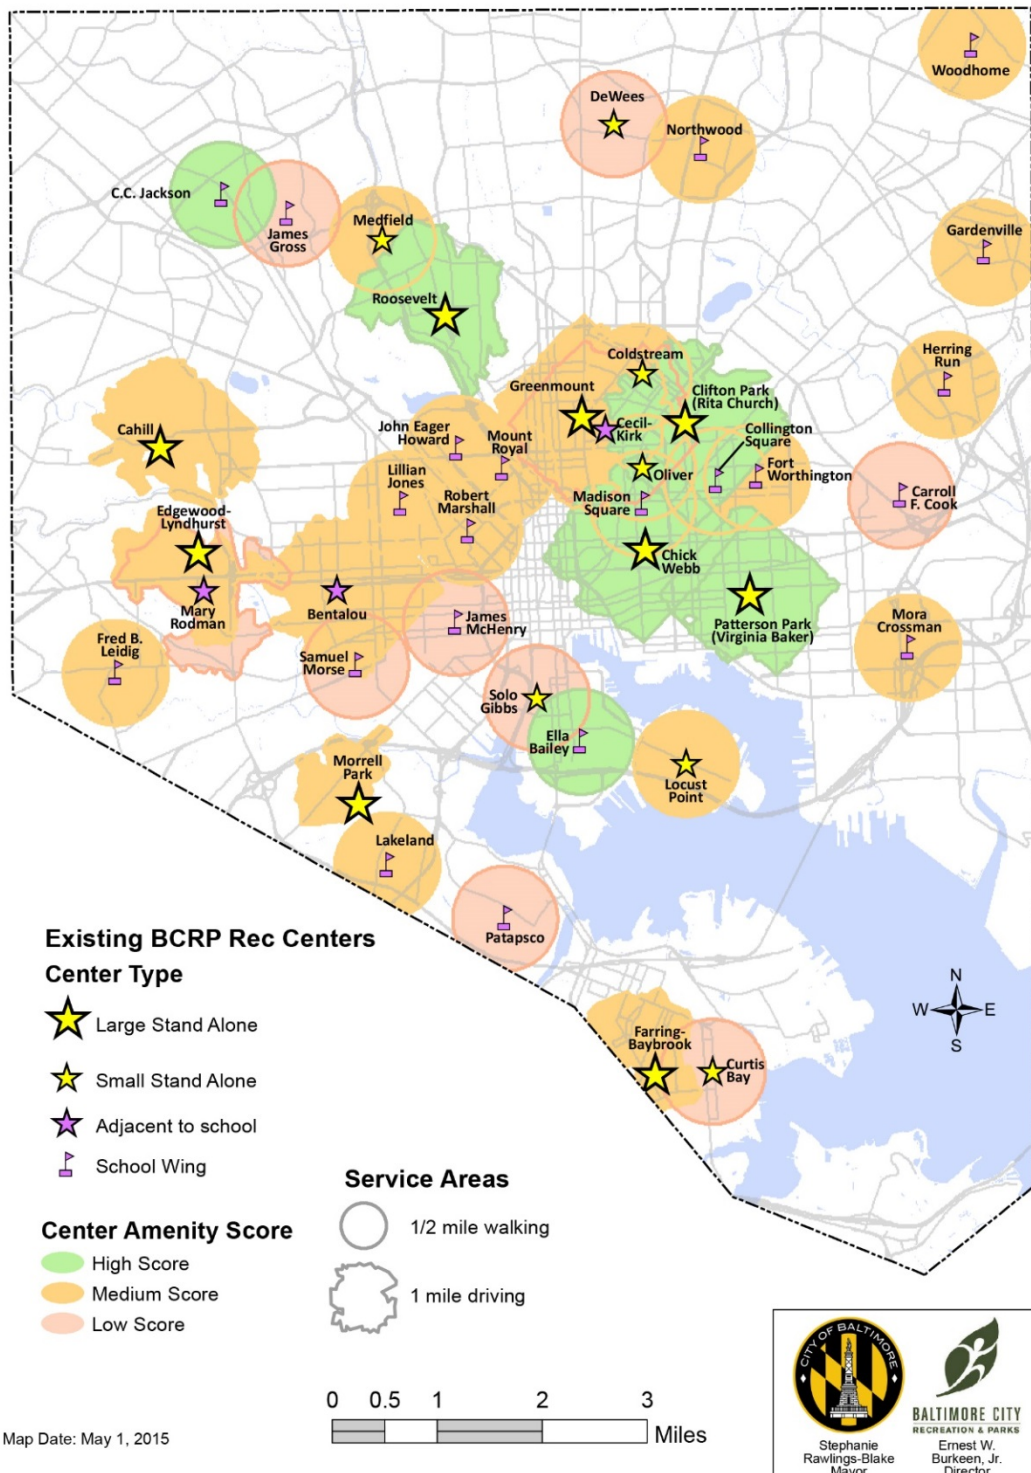 Woodhome
DeWees
Northwood
C.C. Jackson
James
Gross
Medfield
Gardenville
Roosevelt
Herring
Run
Coldstream
Greenmount
Clifton Park
(Rita Church)
Cecil-
Kirk
Collington
Square
Cahill
John Eager
Howard
Mount
Royal
Lillian
Jones
Oliver
Fort
Worthington
Robert
Marshall
Madison
Square
Carroll
F. Cook
Edgewood-
Lyndhurst
Chick
Webb
Mary
Rodman
Bentalou
James
McHenry
Patterson Park
(Virginia Baker)
Mora
Crossman
Fred B.
Leidig
Samuel
Morse
Solo
Gibbs
Ella
Bailey
Locust
Point
Morrell
Park
Lakeland
Patapsco
Farring-
Baybrook
Curtis
Bay
N
W E
S
Existing BCRP Rec Centers
Center Type
Large Stand Alone
Small Stand Alone
Adjacent to school
School Wing
Center Amenity Score
High Score
Medium Score
Low Score
Service Areas
1/2 mile walking
1 mile driving
0 0.5 1 2 3
Miles
Map Date: May 1, 2015
CITY OF BALTIMORE
Stephanie
Rawlings-Blake
Mayor
BALTIMORE CITY
RECREATION & PARKS
Ernest W.
Burkeen, Jr.
Director